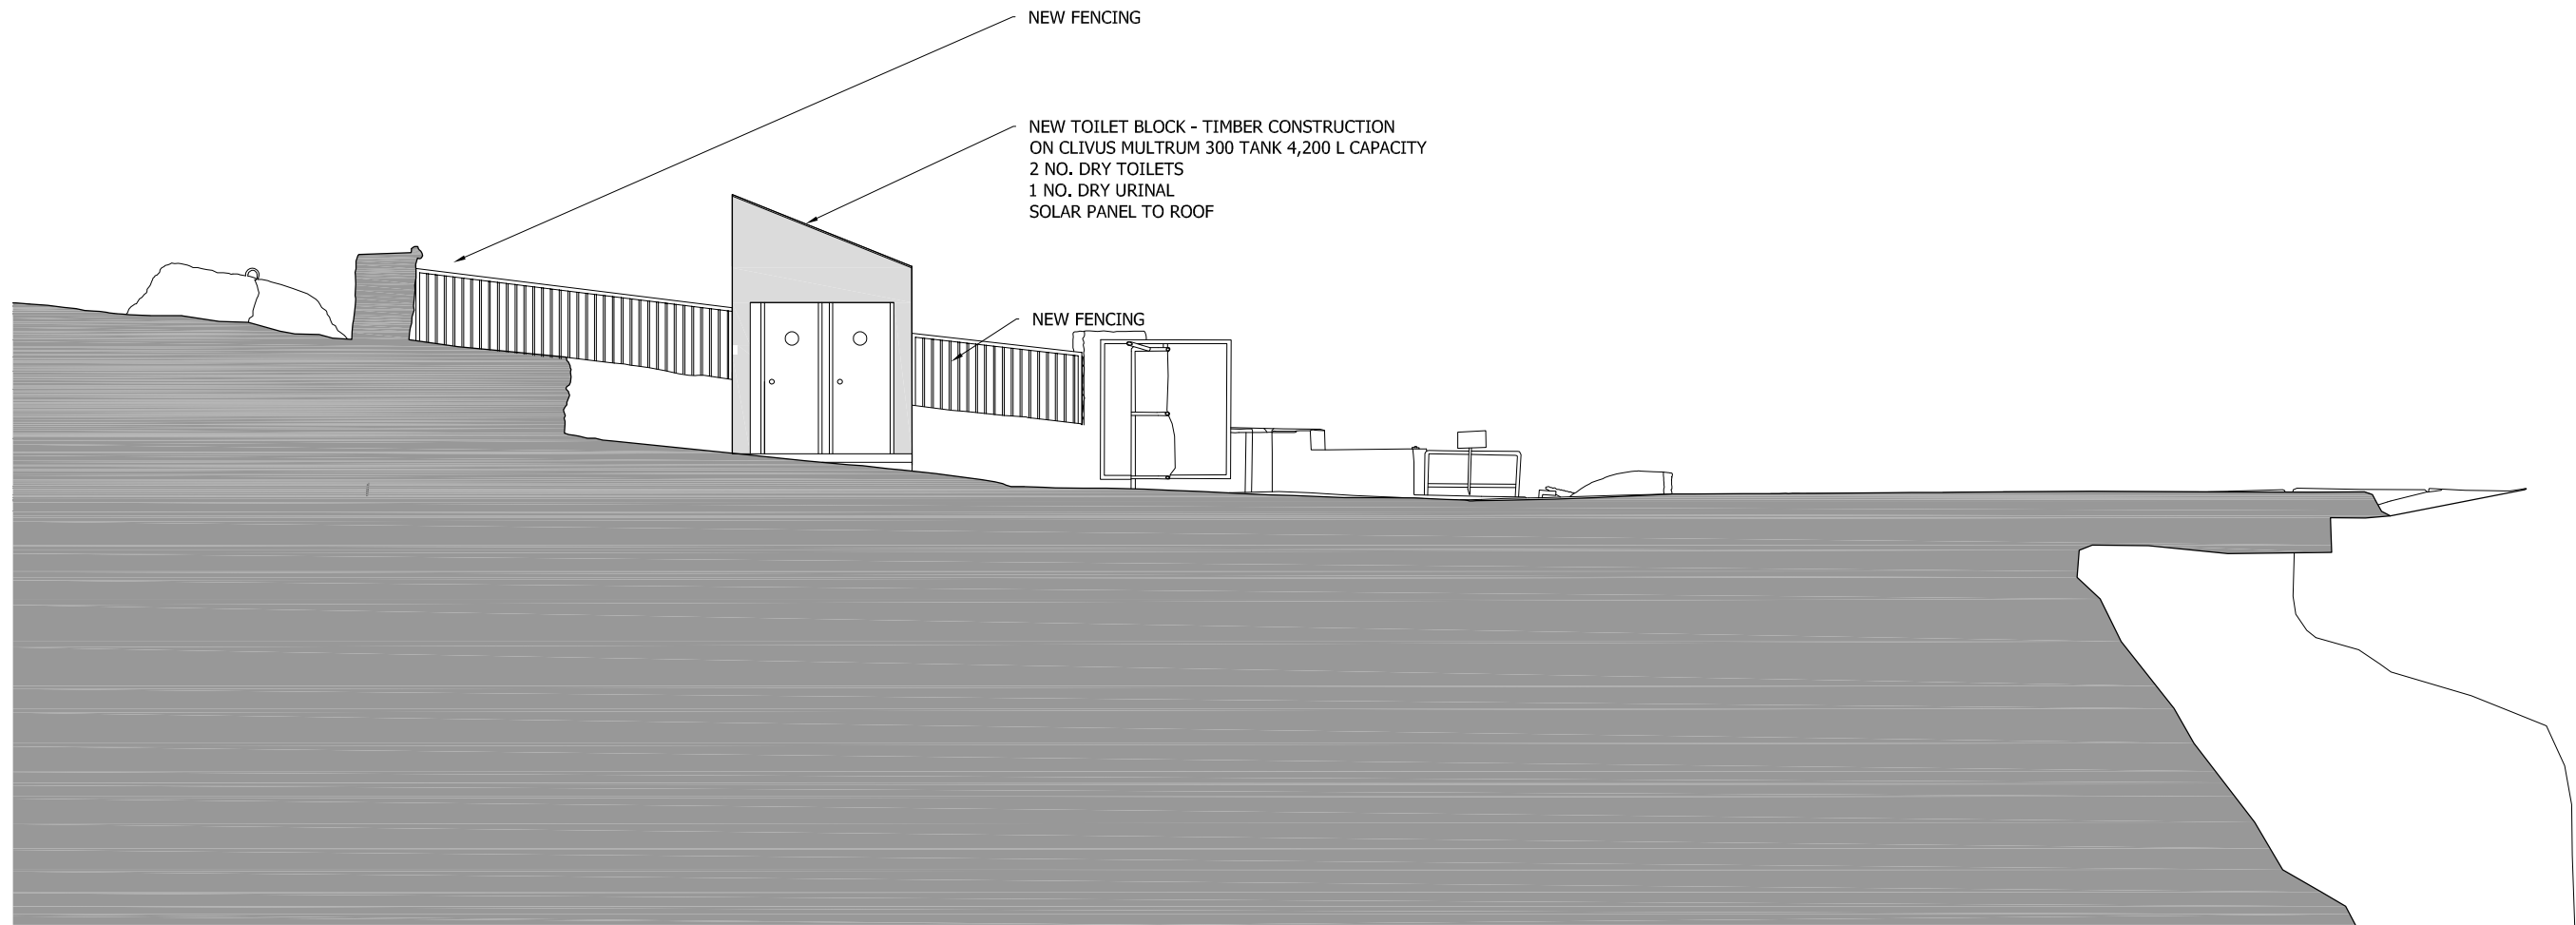 NEW FENCING
NEW TOILET BLOCK - TIMBER CONSTRUCTION
ON CLIVUS MULTRUM 300 TANK 4,200 L CAPACITY
2 NO. DRY TOILETS
1 NO. DRY URINAL
SOLAR PANEL TO ROOF
NEW FENCING